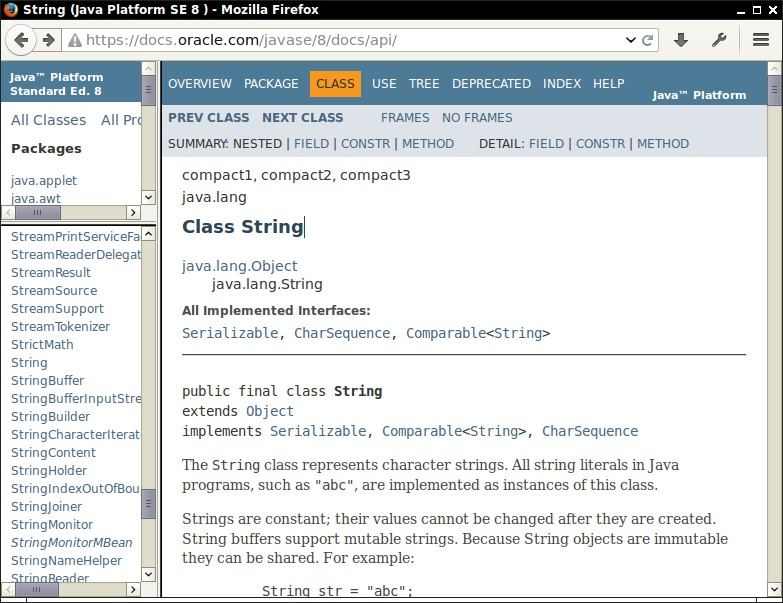 String (Java Platform SE 8 ) - Mozilla Firefox
https://docs.oracle.com/javase/8/docs/api/
Java™ Platform
Standard Ed. 8
All Classes All Pro
Packages
java.applet
java.awt
StreamPrintServiceFa
StreamReaderDelegat
StreamResult
StreamSource
StreamSupport
StreamTokenizer
StrictMath
String
StringBuffer
StringBufferInputStre
StringBuilder
StringCharacterIterat
StringContent
StringHolder
StringIndexOutOfBou
StringJoiner
StringMonitor
StringMonitorMBean
StringNameHelper
StringReader
OVERVIEW PACKAGE CLASS USE TREE DEPRECATED INDEX HELP
Java™ Platform
PREV CLASS NEXT CLASS FRAMES NO FRAMES
SUMMARY: NESTED | FIELD | CONSTR | METHOD DETAIL: FIELD | CONSTR | METHOD
compact1, compact2, compact3
java.lang
Class String
java.lang.Object
java.lang.String
All Implemented Interfaces:
Serializable, CharSequence, Comparable<String>
public final class String
extends Object
implements Serializable, Comparable<String>, CharSequence
The String class represents character strings. All string literals in Java
programs, such as "abc", are implemented as instances of this class.
Strings are constant; their values cannot be changed after they are created.
String buffers support mutable strings. Because String objects are immutable
they can be shared. For example:
String str = "abc";